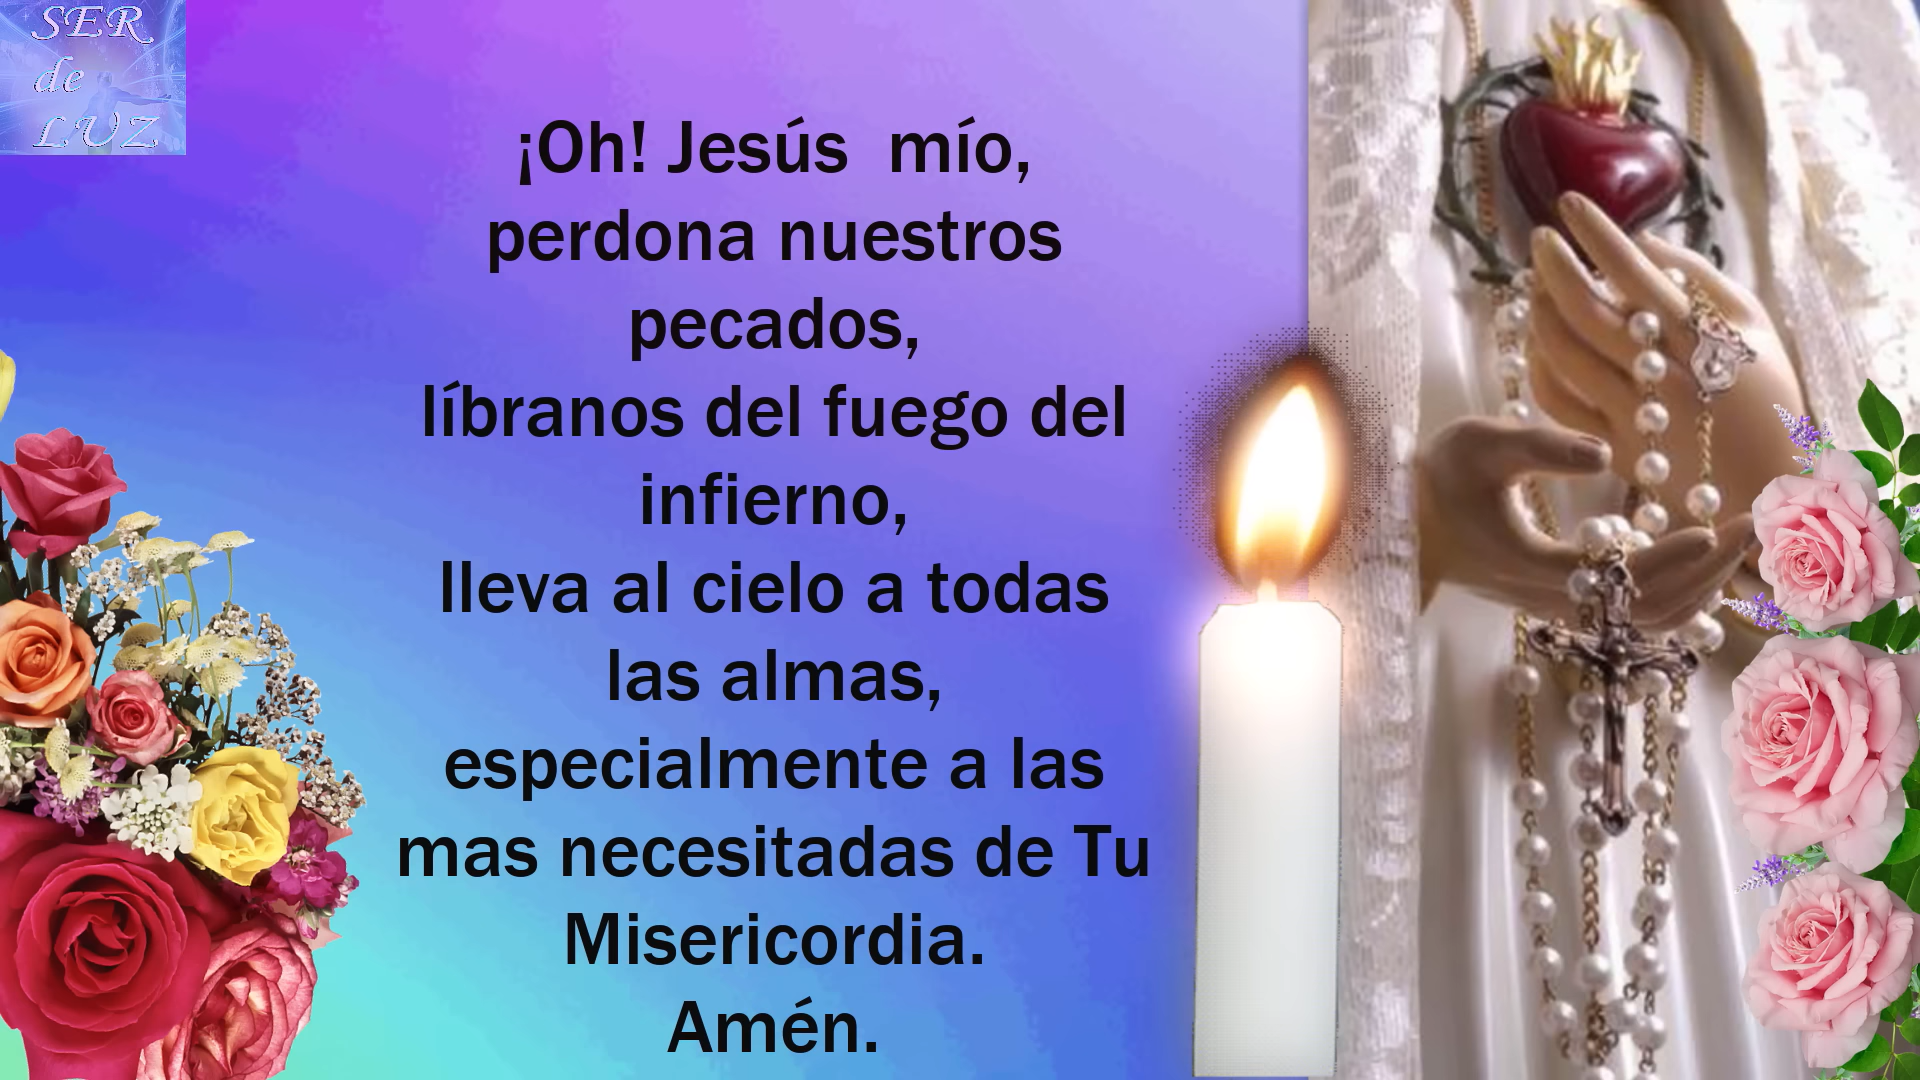 SER
de
LUZ
¡Oh! Jesús  mío,
perdona nuestros
pecados,
líbranos del fuego del
infierno,
lleva al cielo a todas
las almas,
especialmente a las
mas necesitadas de Tu
Misericordia.
Amén.